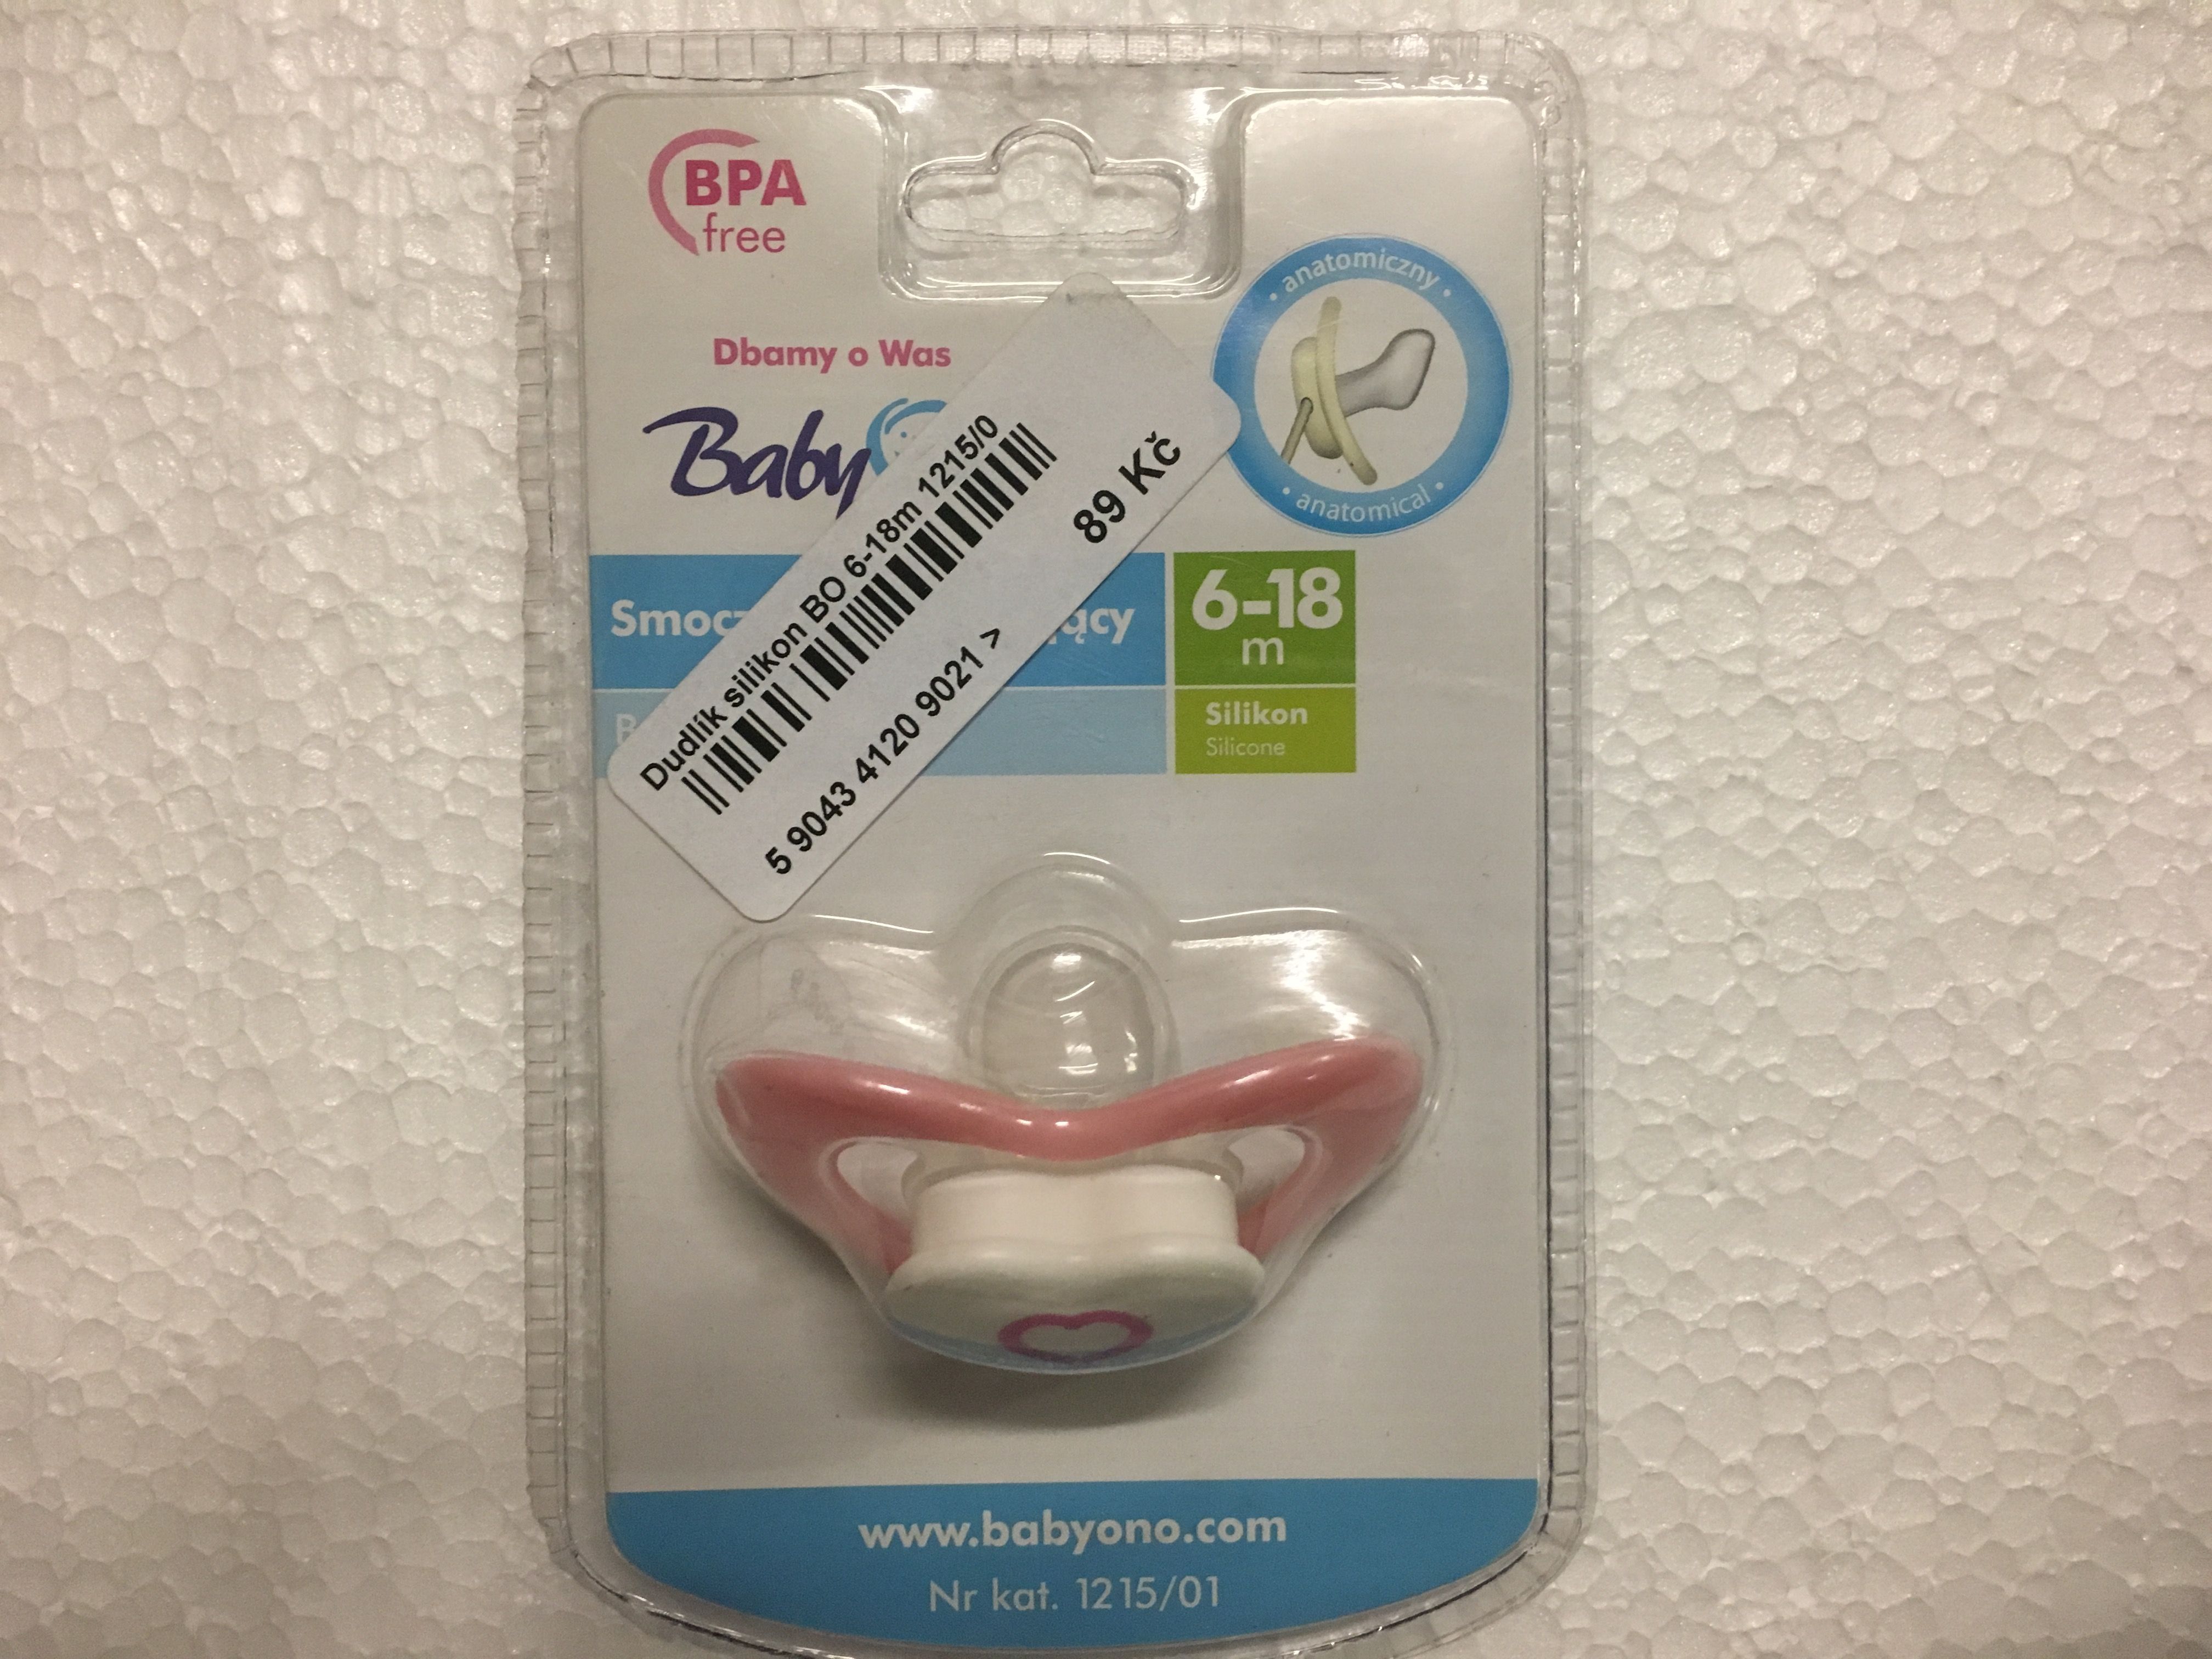 BPA
free
anatomiczny
anatomical
Dbamy o Was
Baby
Dudlík silikon BO 6-18m 1215/0
89 Kč
5 9043 4120 9021 >
6-18
m
Silikon
Silicone
www.babyono.com
Nr kat. 1215/01